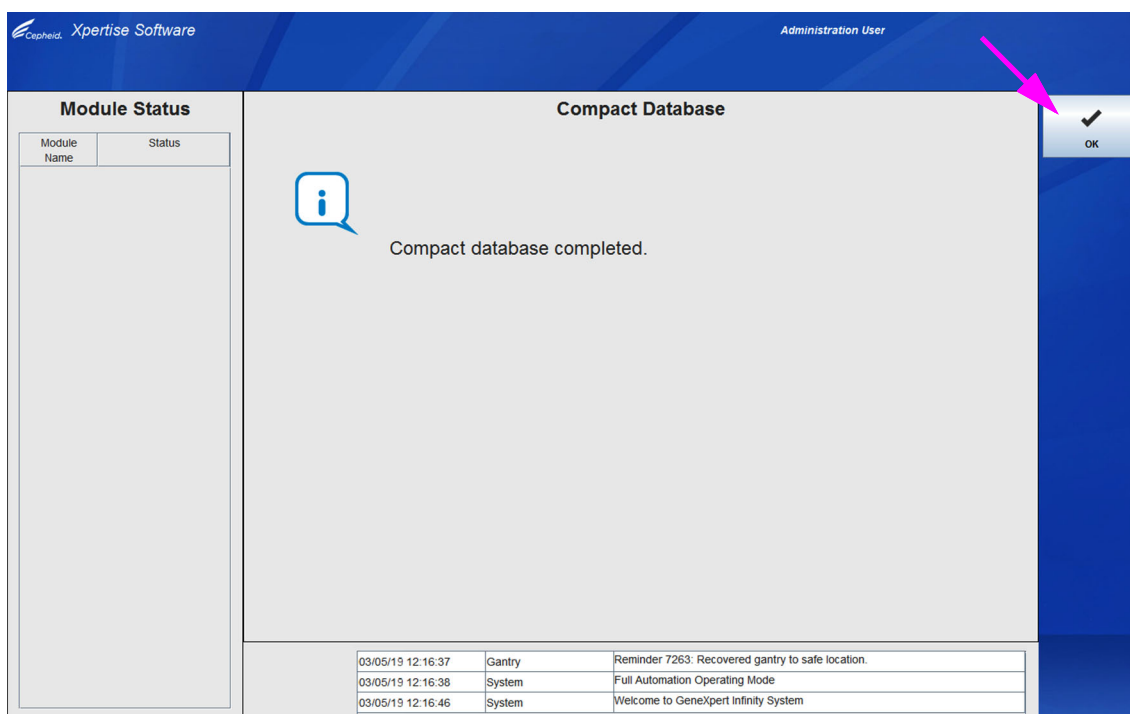 Cepheid. Xpertise Software
Administration User
Module Status
Module Name
Status
Compact Database
OK
Compact database completed.
03/05/19 12:16:37 Gantry Reminder 7263: Recovered gantry to safe location.
03/05/19 12:16:38 System Full Automation Operating Mode
03/05/19 12:16:46 System Welcome to GeneXpert Infinity System